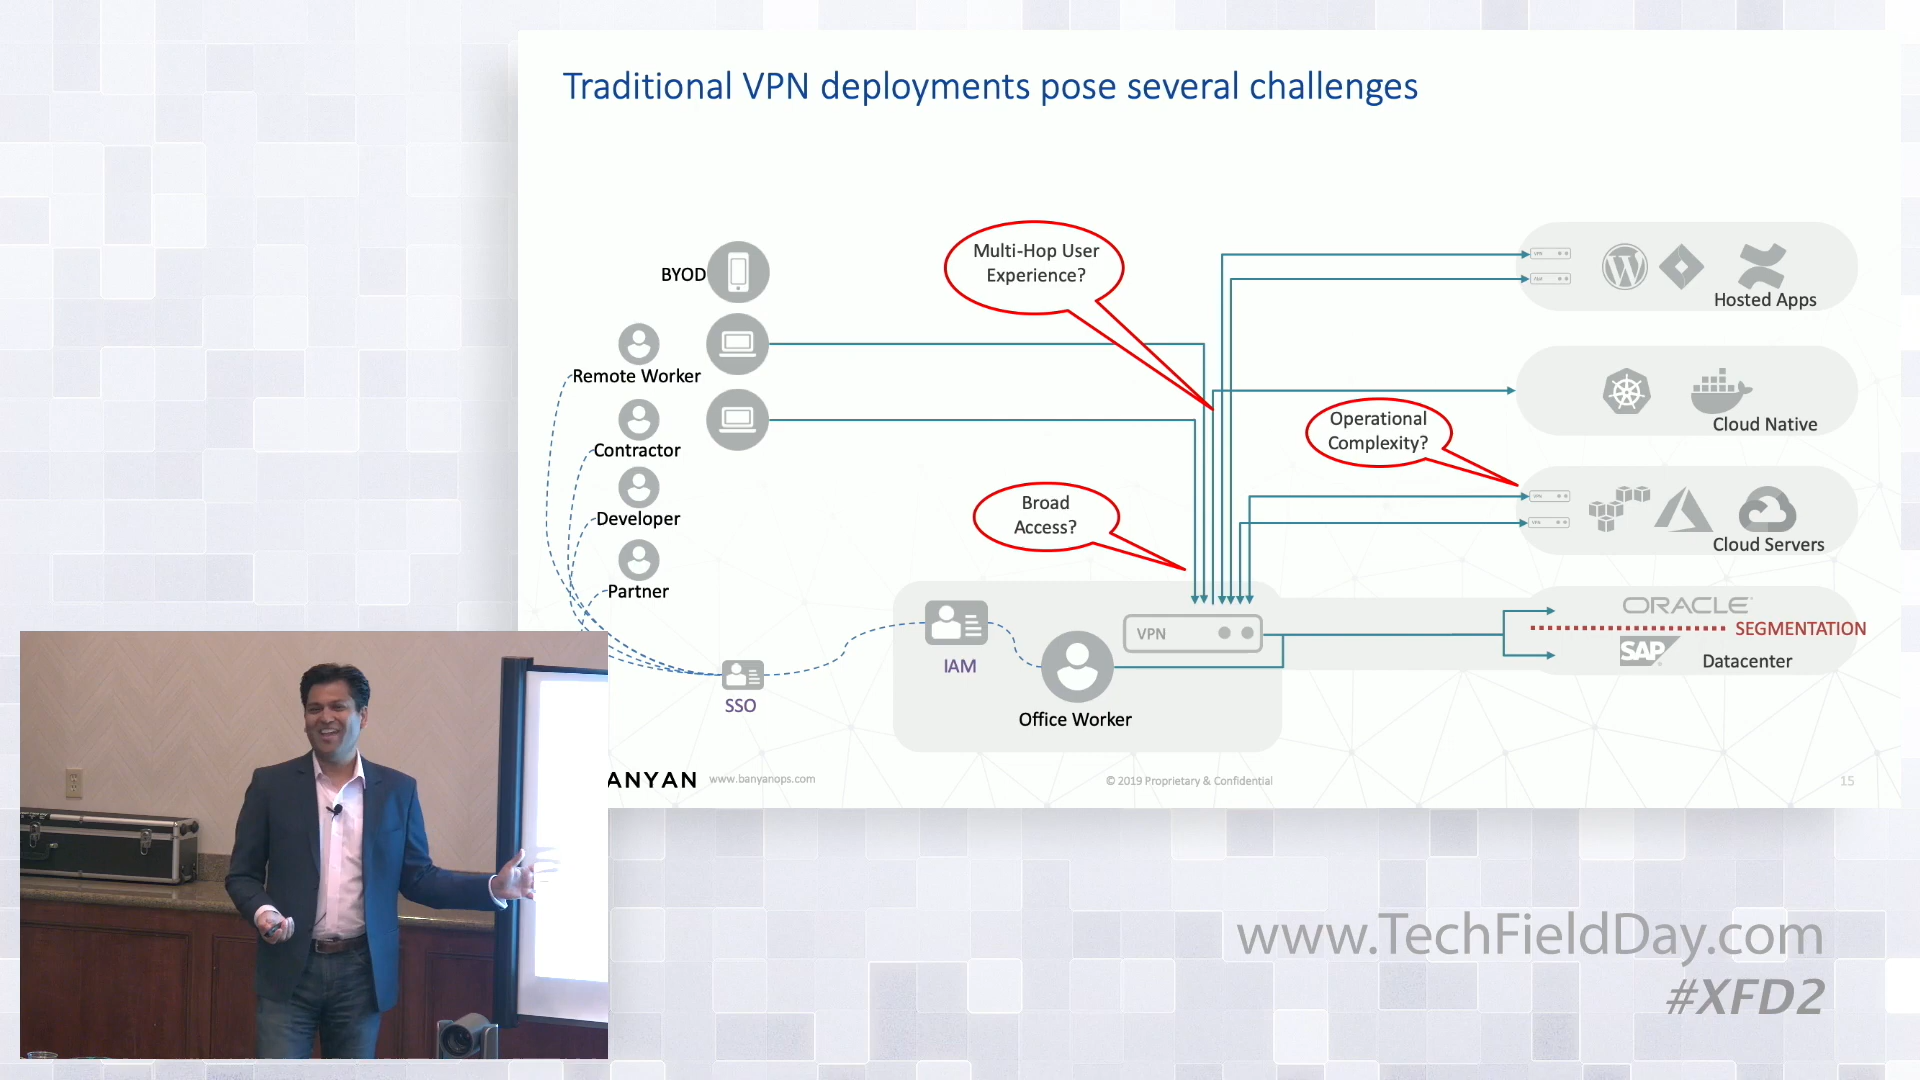 Traditional VPN deployments pose several challenges
Multi-Hop User
Experience?
BYOD
Hosted Apps
Remote Worker
Operational
Complexity?
Cloud Native
Contractor
Broad
Access?
Developer
VPN
VPN
Cloud Servers
Partner
ORACLE
SEGMENTATION
SAP
Datacenter
VPN
IAM
SSO
Office Worker
ANYAN
www.banyanops.com
© 2019 Proprietary & Confidential
15
www.TechFieldDay.com
#XFD2